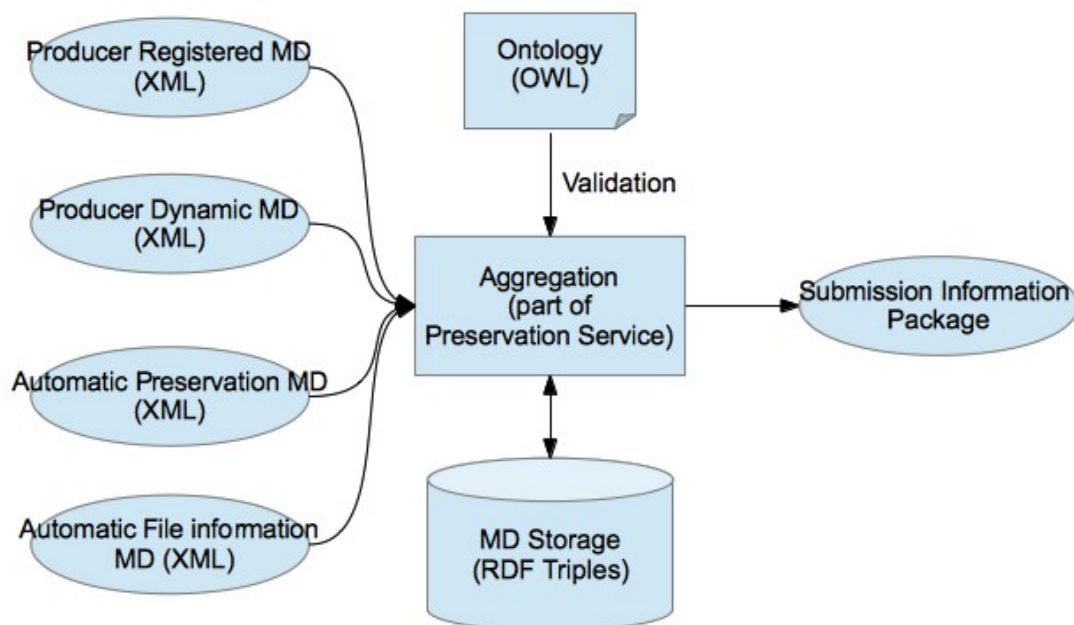 Producer Registered MD
(XML)
Producer Dynamic MD
(XML)
Automatic Preservation MD
(XML)
Automatic File information
MD (XML)
Ontology
(OWL)
Validation
Aggregation
(part of
Preservation Service)
MD Storage
(RDF Triples)
Submission Information
Package